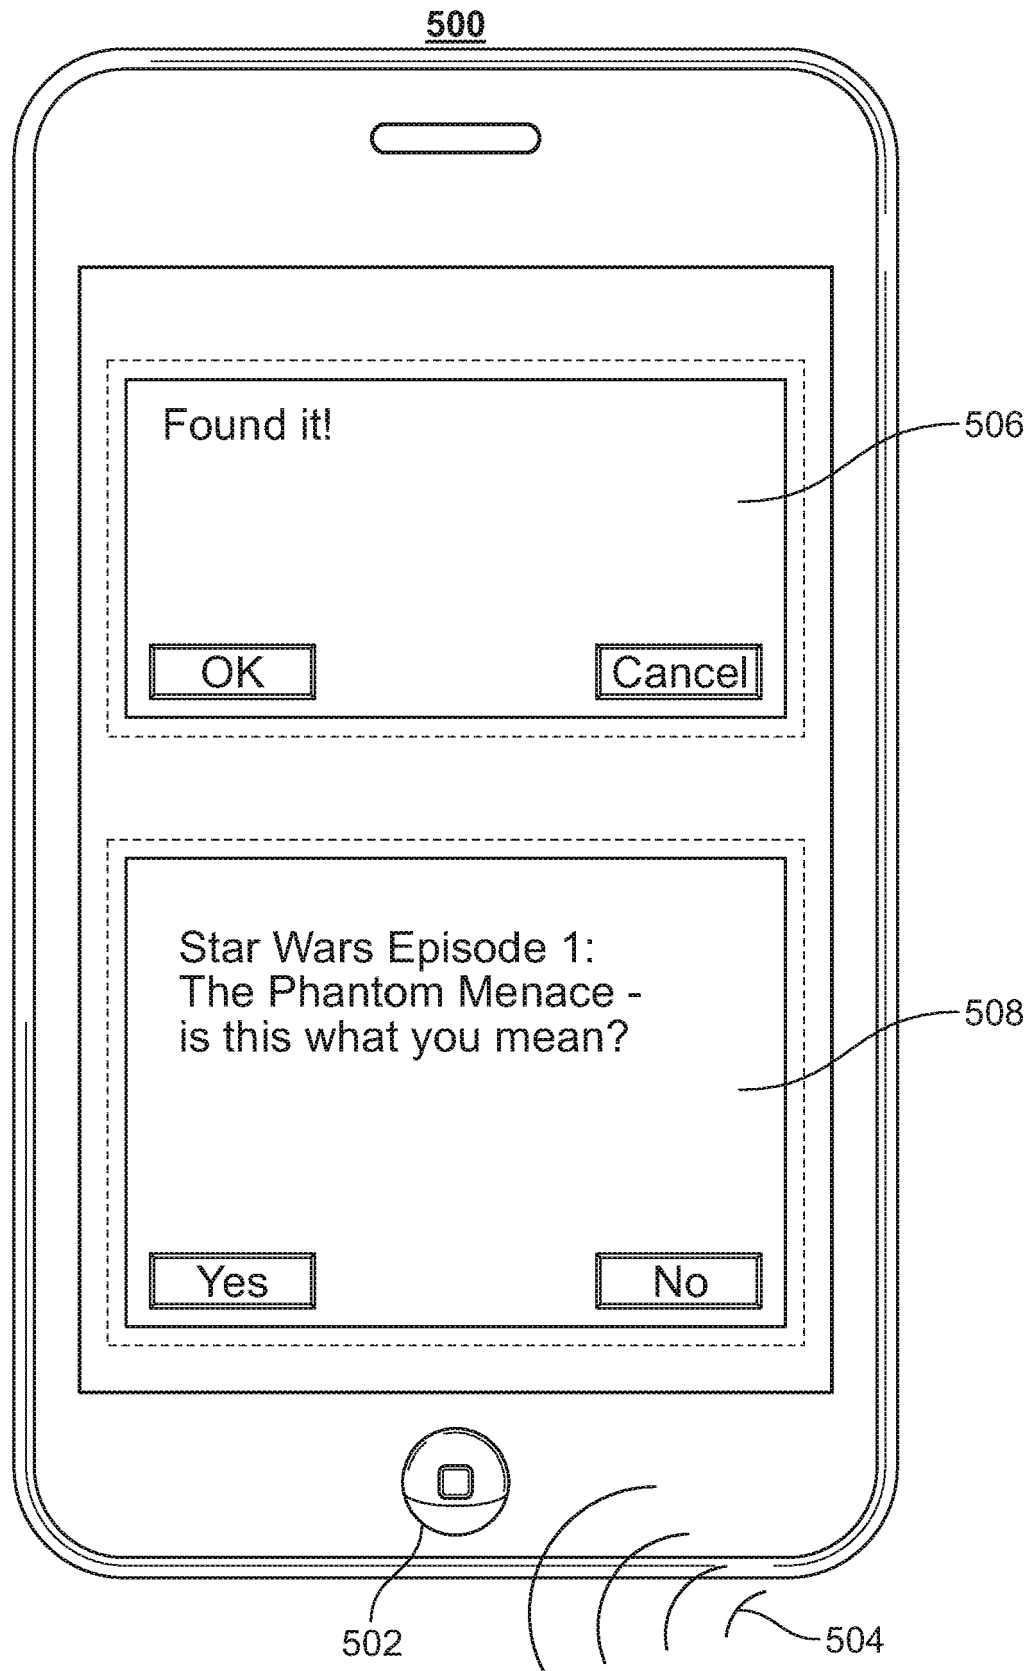 500
Found it!
506
OK
Cancel
Star Wars Episode 1:
The Phantom Menace -
is this what you mean?
508
Yes
No
502
504